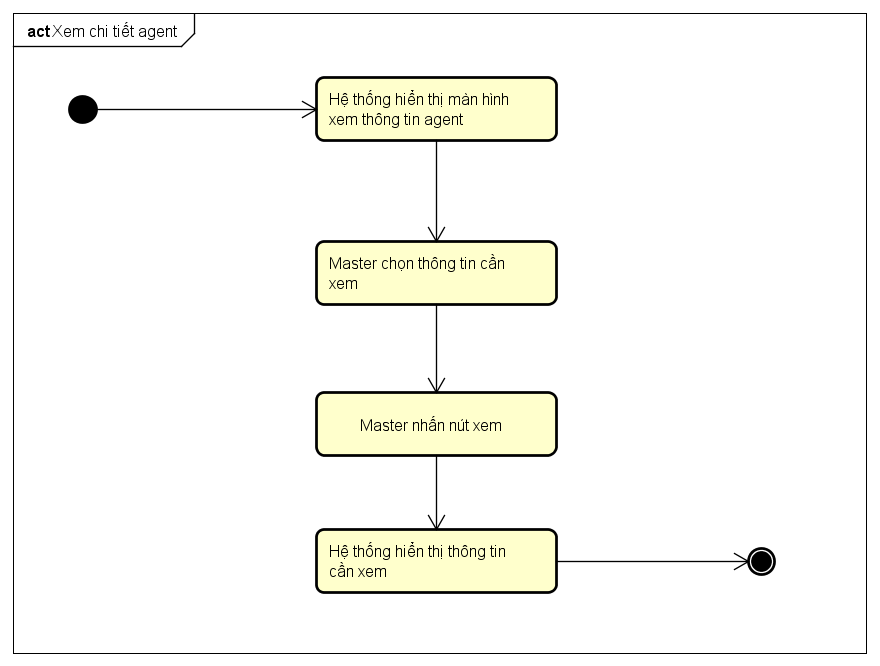 act Xem chi tiết agent
Hệ thống hiển thị màn hình
xem thông tin agent
Master chọn thông tin cần
xem
Master nhấn nút xem
Hệ thống hiển thị thông tin
cần xem